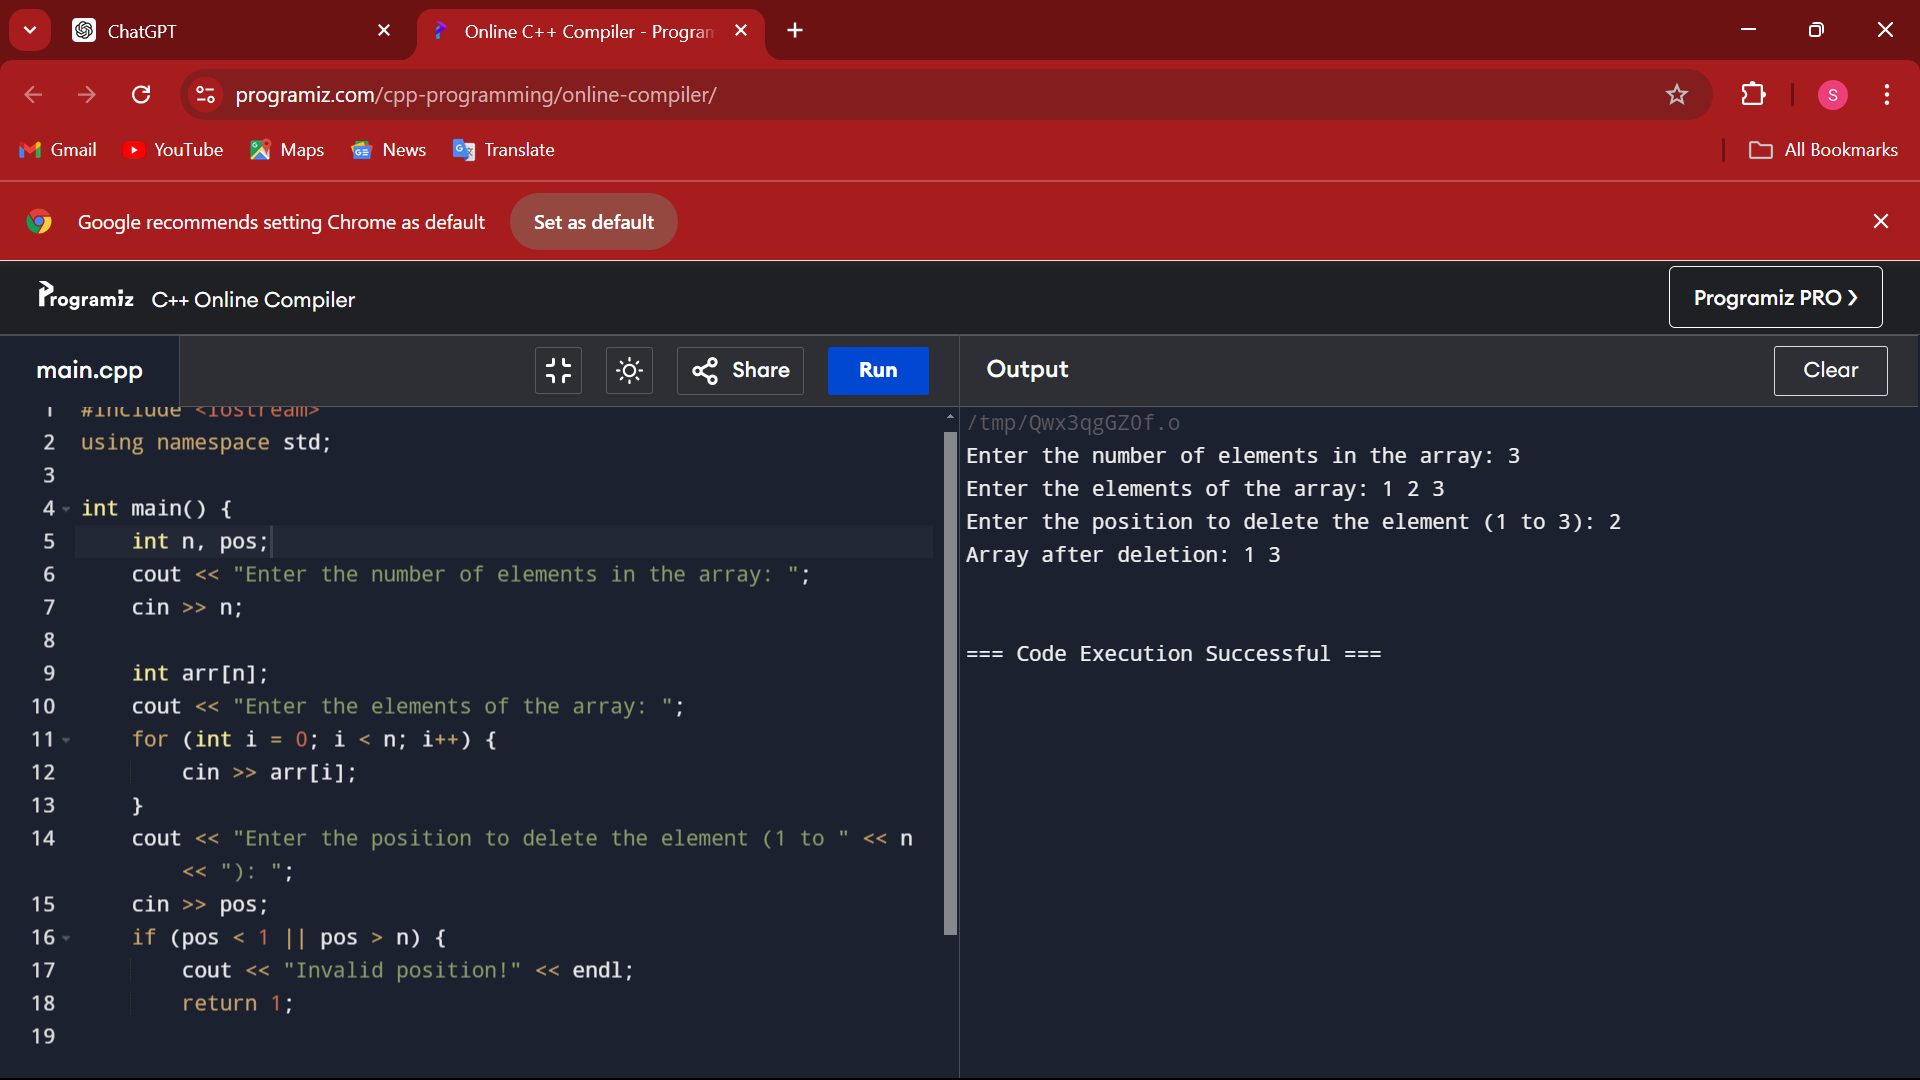 ChatGPT
Online C++ Compiler - Program
programiz.com/cpp-programming/online-compiler/
S
Gmail
YouTube
Maps
News
Translate
All Bookmarks
Google recommends setting Chrome as default
Set as default
Programiz C++ Online Compiler
Programiz PRO >
main.cpp
Share
Run
Output
Clear
1 #include <iostream>
2 using namespace std;
3
4 int main() {
5 int n, pos;
6 cout << "Enter the number of elements in the array: ";
7 cin >> n;
8
9 int arr[n];
10 cout << "Enter the elements of the array: ";
11 for (int i = 0; i < n; i++) {
12 cin >> arr[i];
13 }
14 cout << "Enter the position to delete the element (1 to " << n
<< "): ";
15 cin >> pos;
16 if (pos < 1 || pos > n) {
17 cout << "Invalid position!" << endl;
18 return 1;
19
/tmp/Qwx3qgGZ0f.o
Enter the number of elements in the array: 3
Enter the elements of the array: 1 2 3
Enter the position to delete the element (1 to 3): 2
Array after deletion: 1 3
=== Code Execution Successful ===